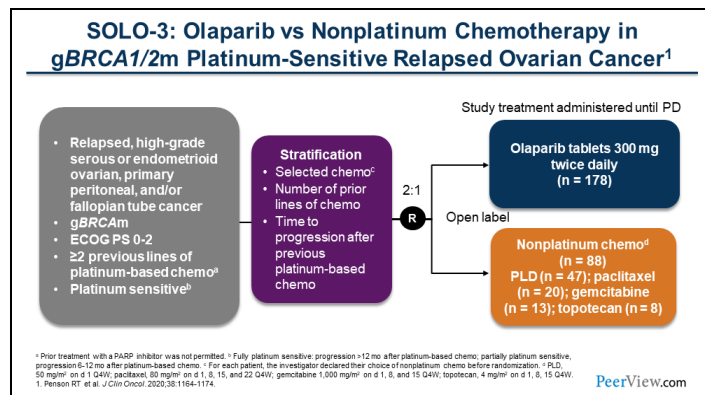 SOLO-3: Olaparib vs Nonplatinum Chemotherapy in
gBRCA1/2m Platinum-Sensitive Relapsed Ovarian Cancer¹
• Relapsed, high-grade
serous or endometrioid
ovarian, primary
peritoneal, and/or
fallopian tube cancer
• gBRCAm
• ECOG PS 0-2
• ≥2 previous lines of
platinum-based chemoᵃ
• Platinum sensitiveᵇ
Stratification
• Selected chemoᶜ
• Number of prior
lines of chemo
• Time to
progression after
previous
platinum-based
chemo
2:1
R
Open label
Study treatment administered until PD
Olaparib tablets 300 mg
twice daily
(n = 178)
Nonplatinum chemoᵈ
(n = 88)
PLD (n = 47); paclitaxel
(n = 20); gemcitabine
(n = 13); topotecan (n = 8)
ᵃ Prior treatment with a PARP inhibitor was not permitted. ᵇ Fully platinum sensitive: progression >12 mo after platinum-based chemo; partially platinum sensitive,
progression 6-12 mo after platinum-based chemo. ᶜ For each patient, the investigator declared their choice of nonplatinum chemo before randomization. ᵈ PLD,
50 mg/m² on d 1 Q4W; paclitaxel, 80 mg/m² on d 1, 8, 15, and 22 Q4W; gemcitabine 1,000 mg/m² on d 1, 8, and 15 Q4W; topotecan, 4 mg/m² on d 1, 8, 15 Q4W.
1. Penson RT et al. J Clin Oncol. 2020;38:1164-1174.
PeerView.com